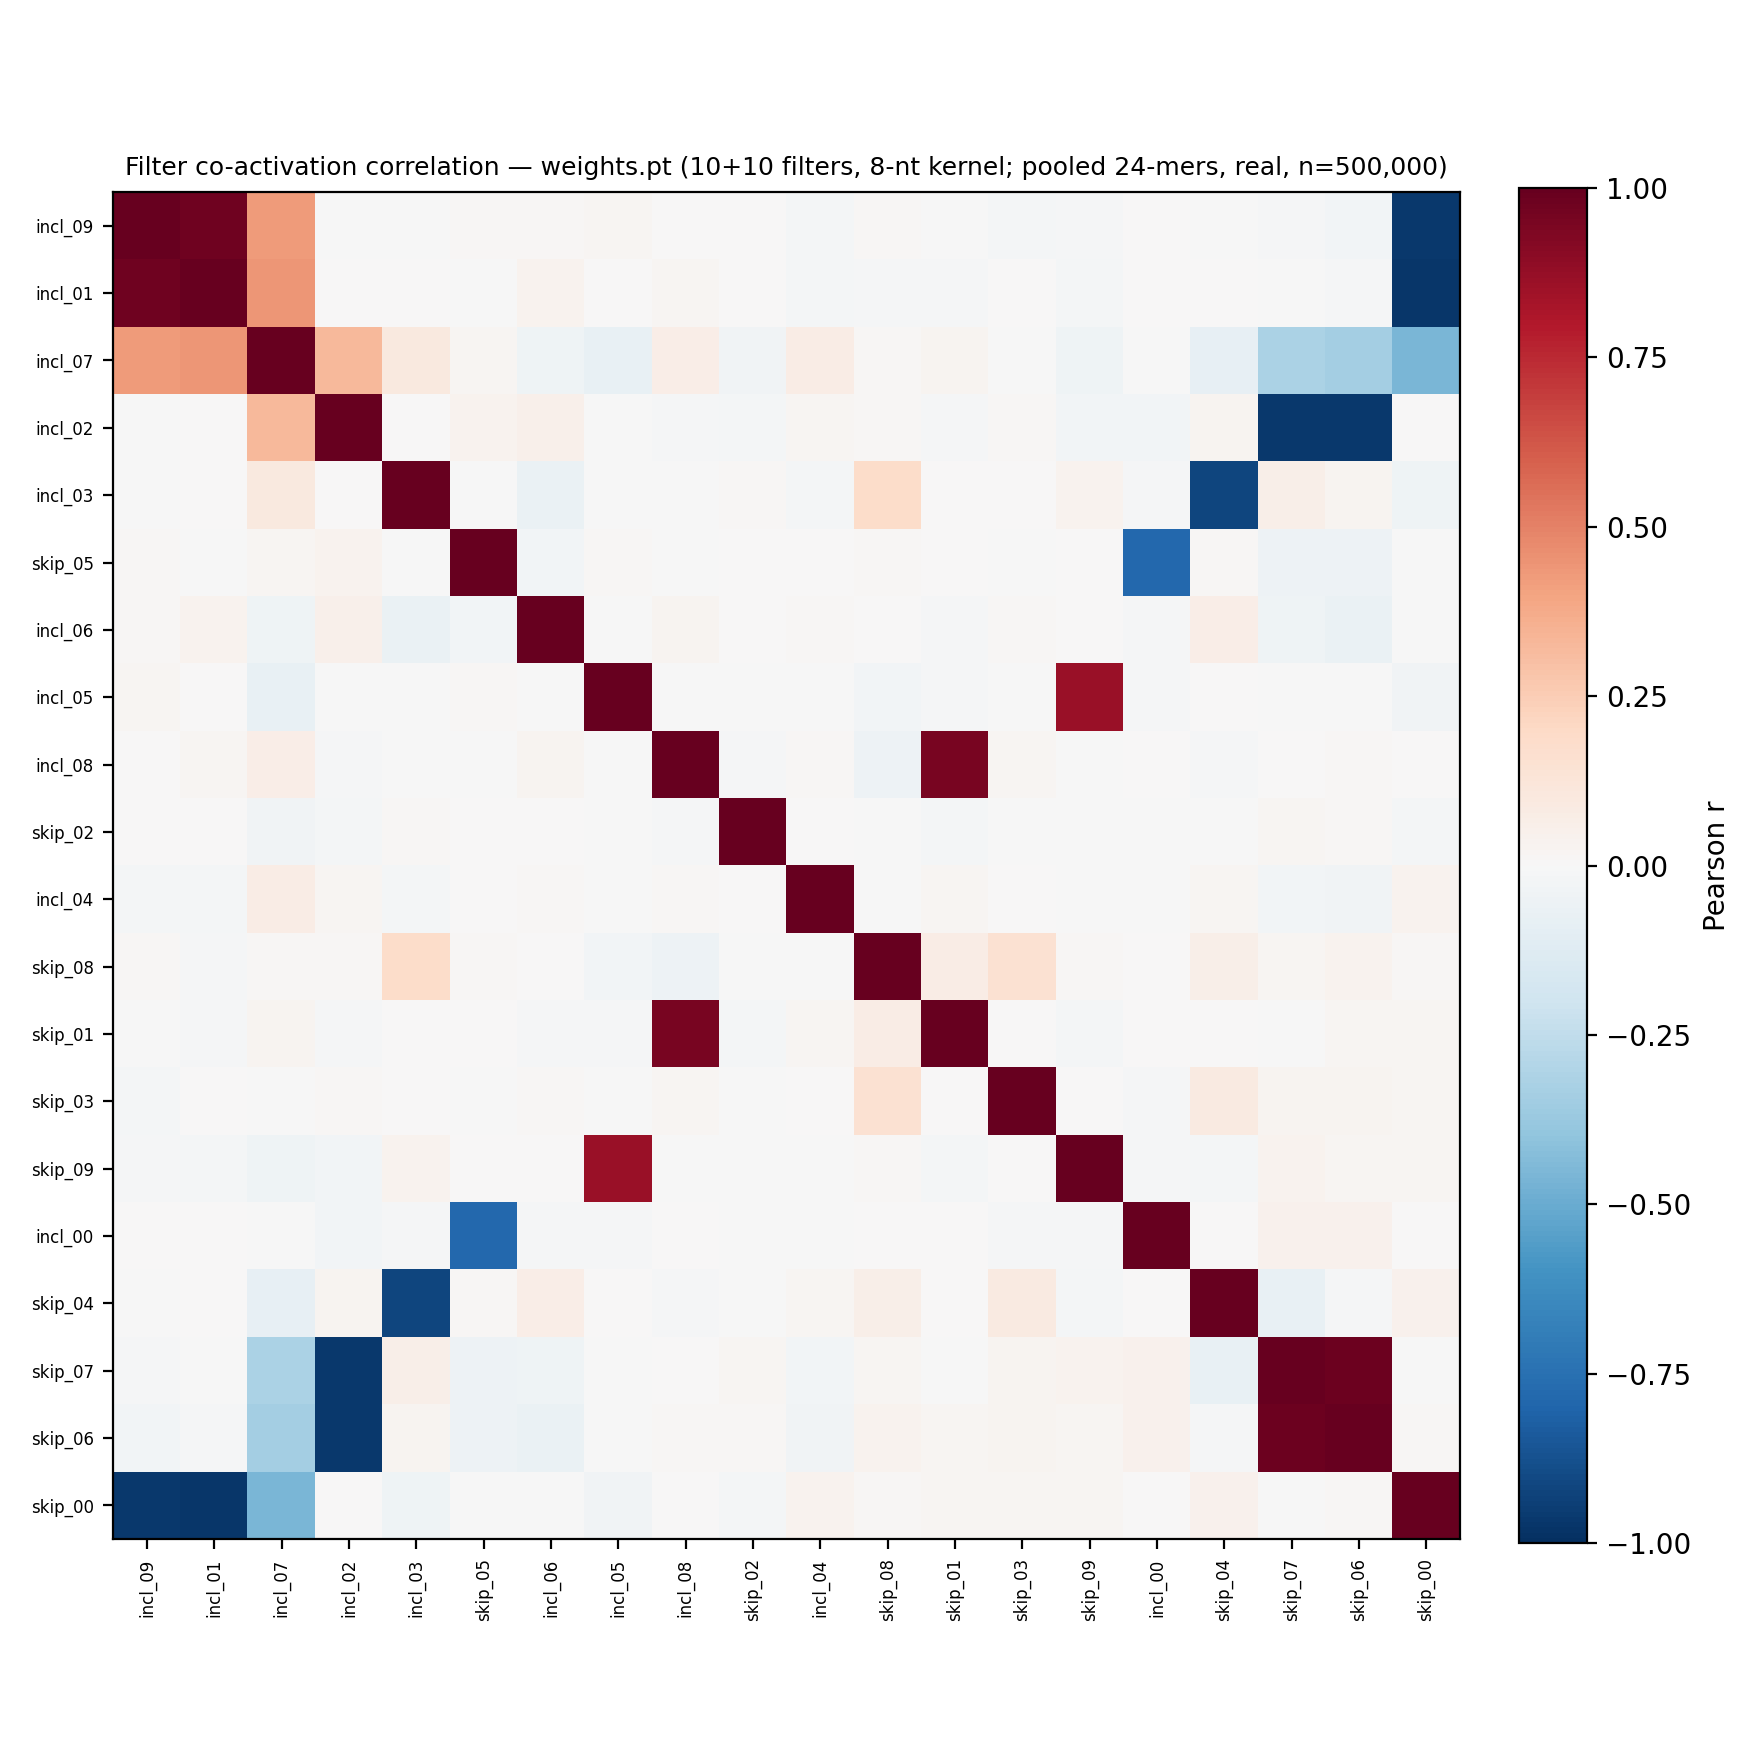 Filter co-activation correlation — weights.pt (10+10 filters, 8-nt kernel; pooled 24-mers, real, n=500,000)
incl_09
incl_01
incl_07
incl_02
incl_03
skip_05
incl_06
incl_05
incl_08
skip_02
incl_04
skip_08
skip_01
skip_03
skip_09
incl_00
skip_04
skip_07
skip_06
skip_00
incl_09
incl_01
incl_07
incl_02
incl_03
skip_05
incl_06
incl_05
incl_08
skip_02
incl_04
skip_08
skip_01
skip_03
skip_09
incl_00
skip_04
skip_07
skip_06
skip_00
1.00
0.75
0.50
0.25
0.00
−0.25
−0.50
−0.75
−1.00
Pearson r